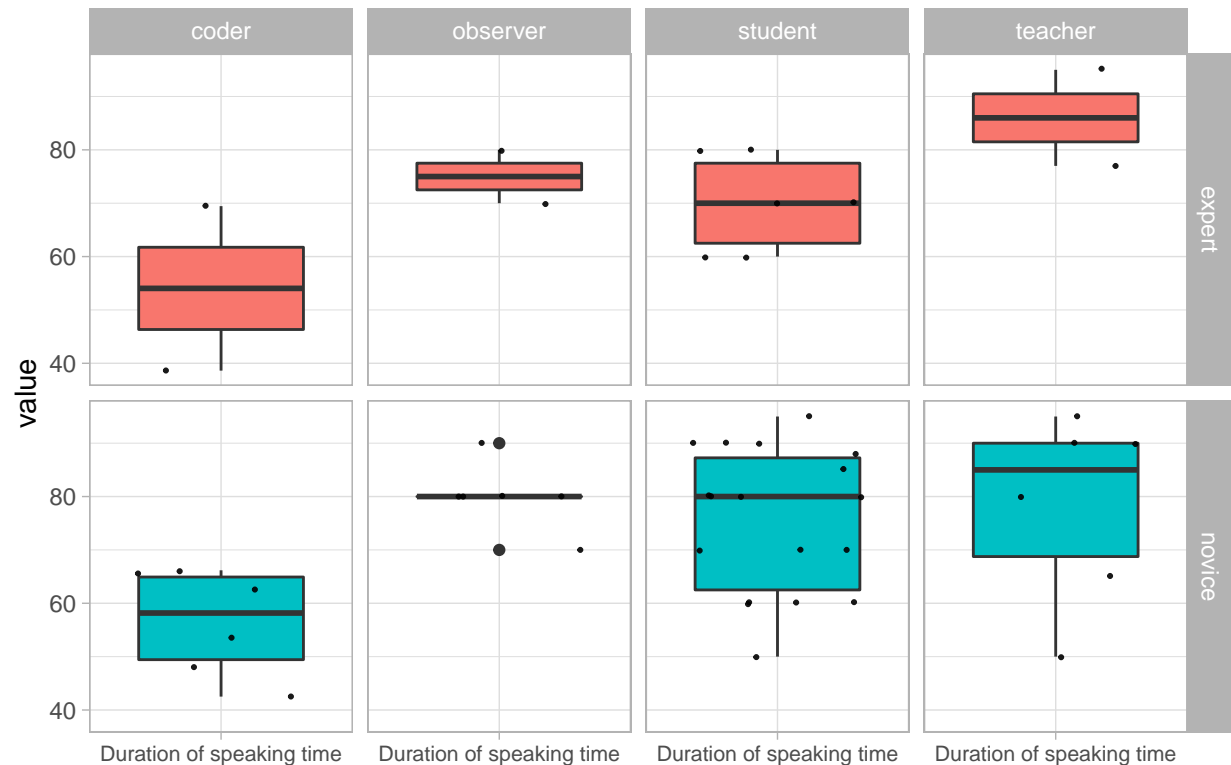 coder
observer
student
teacher
value
80
60
40
expert
80
60
40
novice
Duration of speaking time
Duration of speaking time
Duration of speaking time
Duration of speaking time